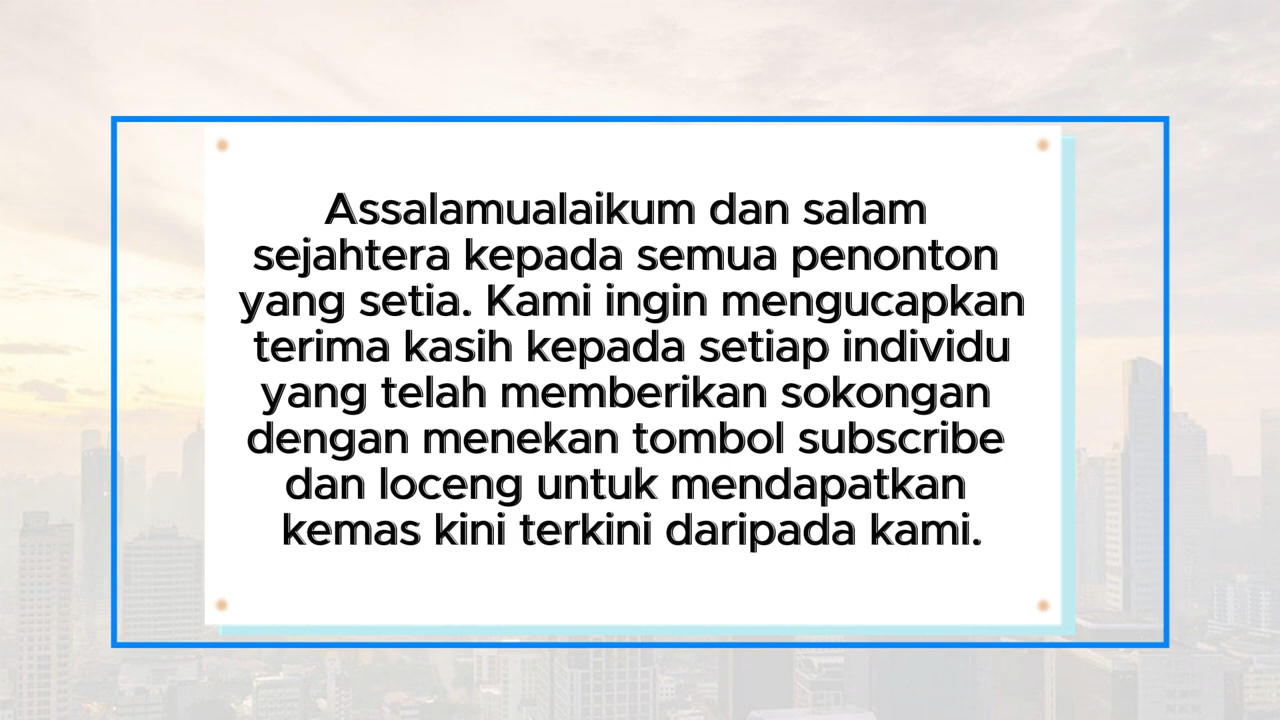 Assalamualaikum dan salam
sejahtera kepada semua penonton
yang setia. Kami ingin mengucapkan
terima kasih kepada setiap individu
yang telah memberikan sokongan
dengan menekan tombol subscribe
dan loceng untuk mendapatkan
kemas kini terkini daripada kami.